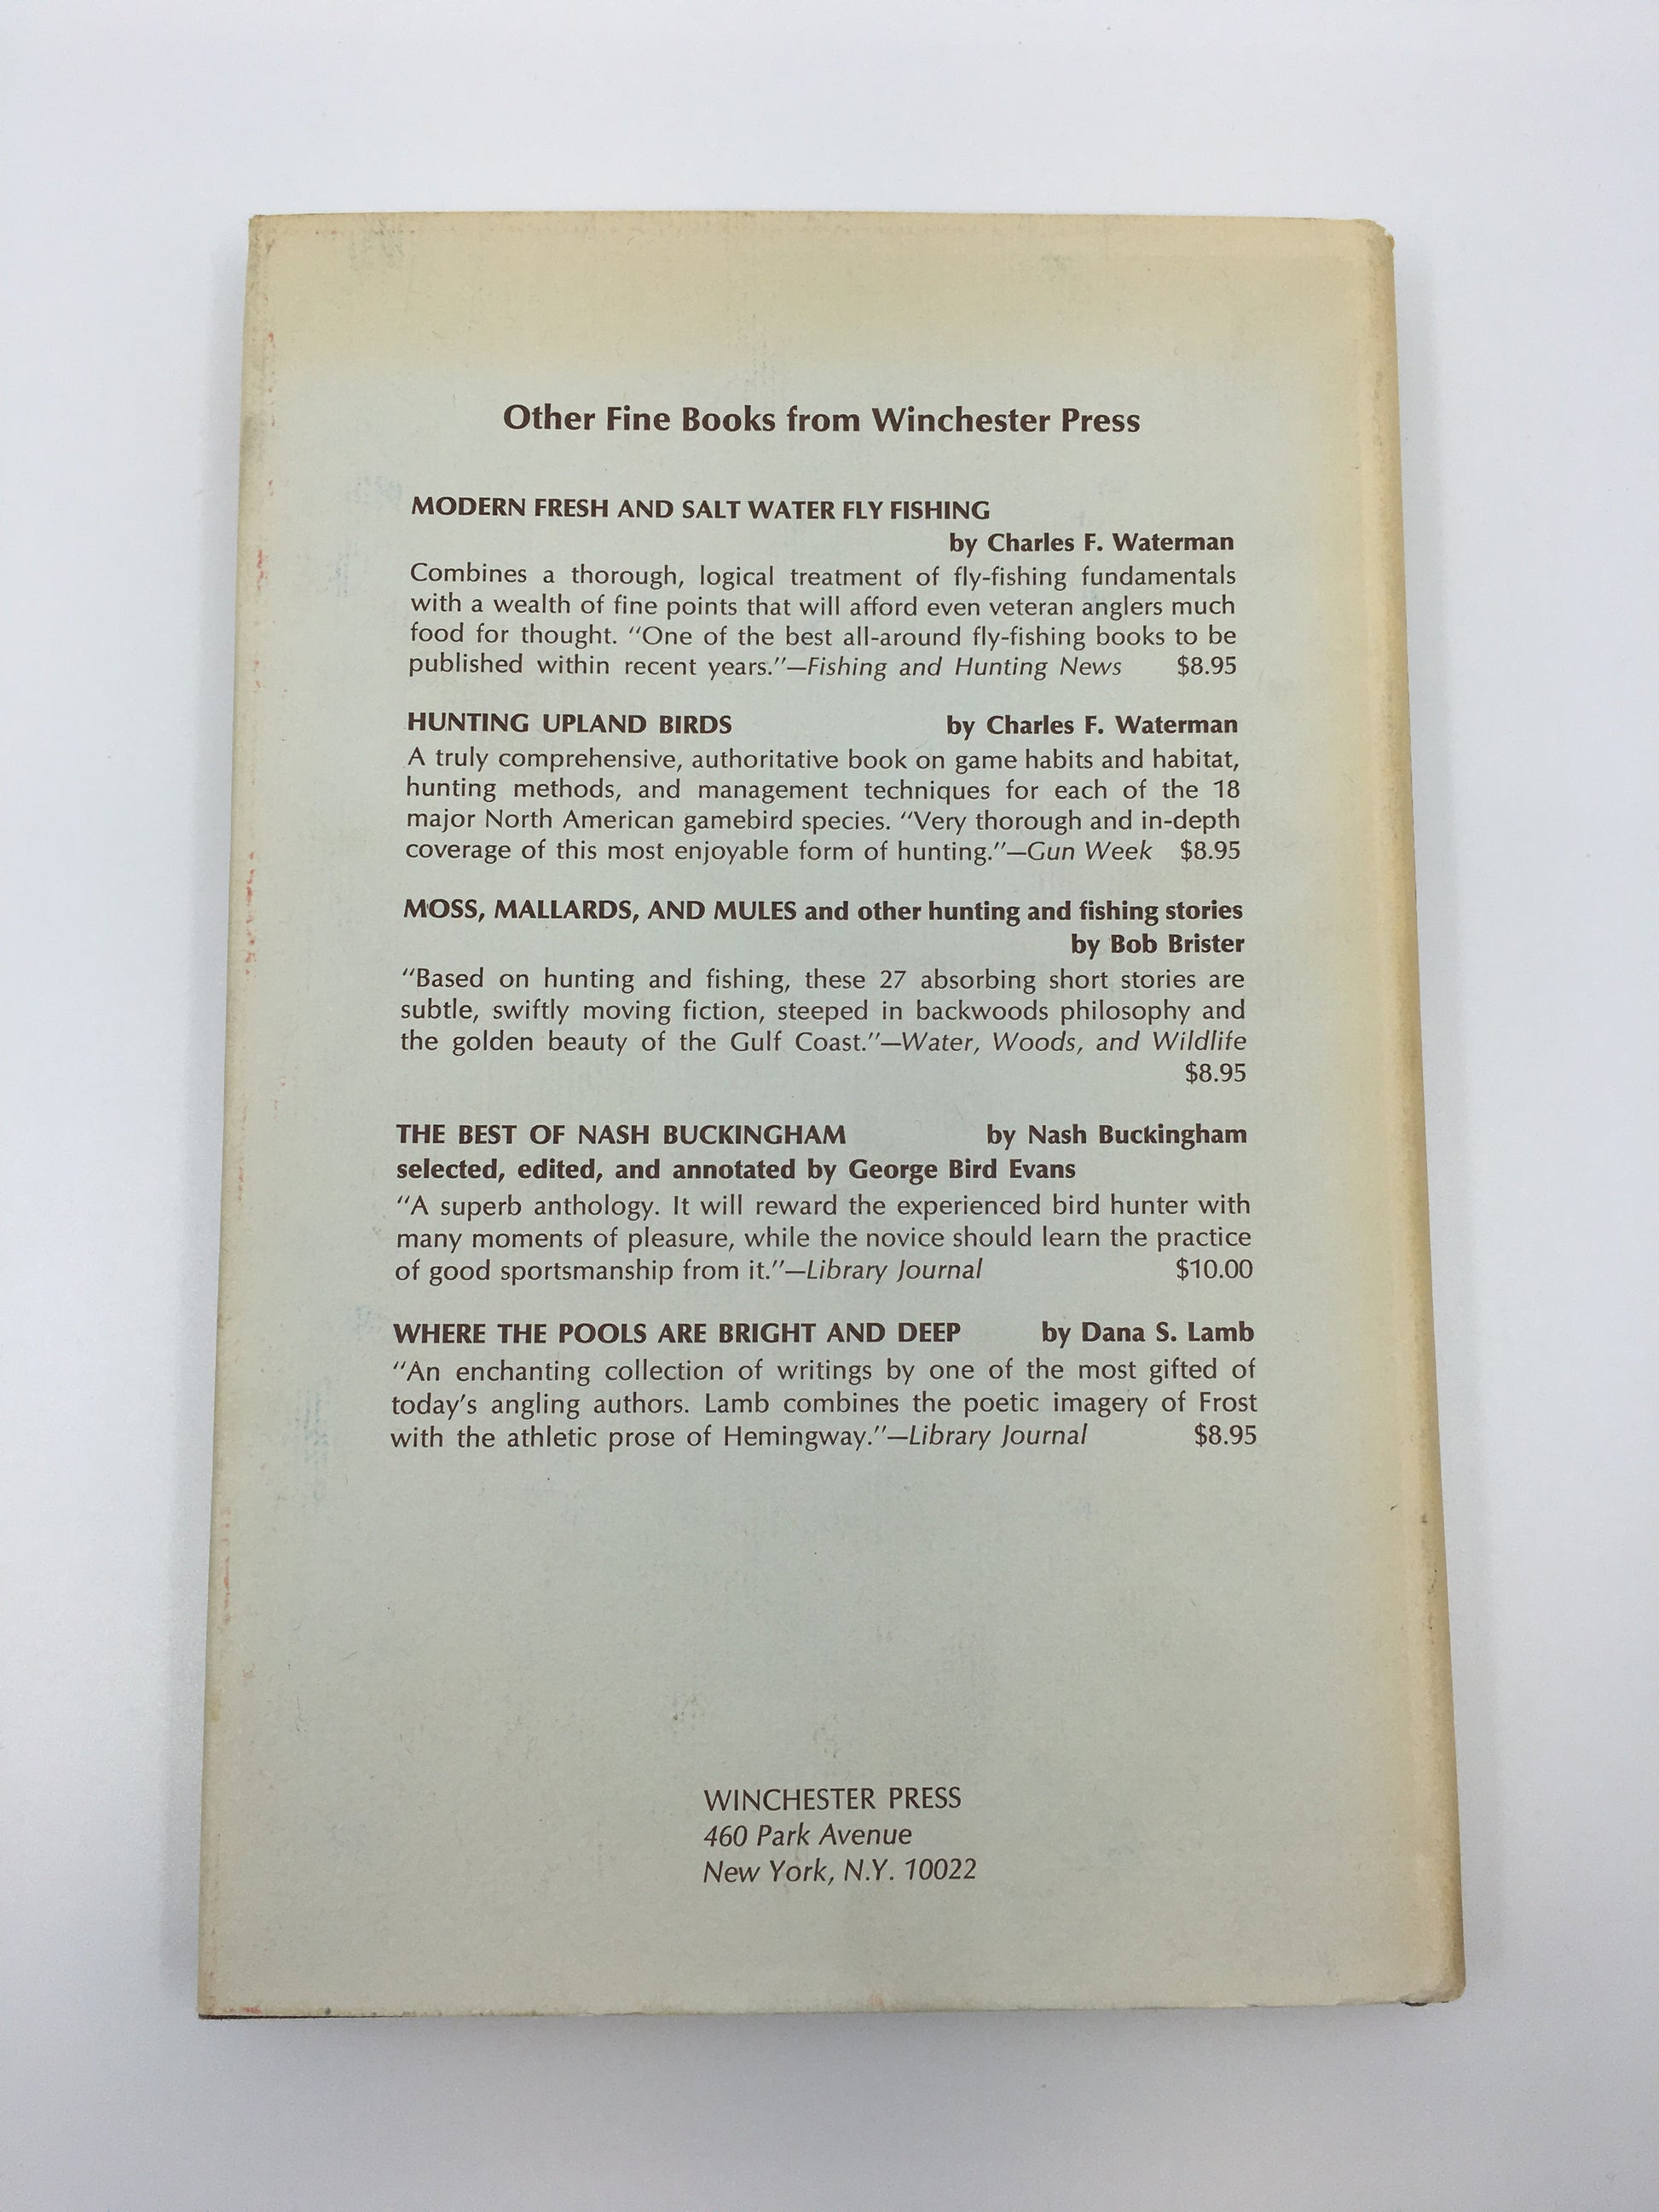 Other Fine Books from Winchester Press
MODERN FRESH AND SALT WATER FLY FISHING
by Charles F. Waterman
Combines a thorough, logical treatment of fly-fishing fundamentals
with a wealth of fine points that will afford even veteran anglers much
food for thought. "One of the best all-around fly-fishing books to be
published within recent years."—Fishing and Hunting News $8.95
HUNTING UPLAND BIRDS by Charles F. Waterman
A truly comprehensive, authoritative book on game habits and habitat,
hunting methods, and management techniques for each of the 18
major North American gamebird species. "Very thorough and in-depth
coverage of this most enjoyable form of hunting."—Gun Week $8.95
MOSS, MALLARDS, AND MULES and other hunting and fishing stories
by Bob Brister
"Based on hunting and fishing, these 27 absorbing short stories are
subtle, swiftly moving fiction, steeped in backwoods philosophy and
the golden beauty of the Gulf Coast."—Water, Woods, and Wildlife
$8.95
THE BEST OF NASH BUCKINGHAM by Nash Buckingham
selected, edited, and annotated by George Bird Evans
"A superb anthology. It will reward the experienced bird hunter with
many moments of pleasure, while the novice should learn the practice
of good sportsmanship from it."—Library Journal $10.00
WHERE THE POOLS ARE BRIGHT AND DEEP by Dana S. Lamb
"An enchanting collection of writings by one of the most gifted of
today's angling authors. Lamb combines the poetic imagery of Frost
with the athletic prose of Hemingway."—Library Journal $8.95
WINCHESTER PRESS
460 Park Avenue
New York, N.Y. 10022